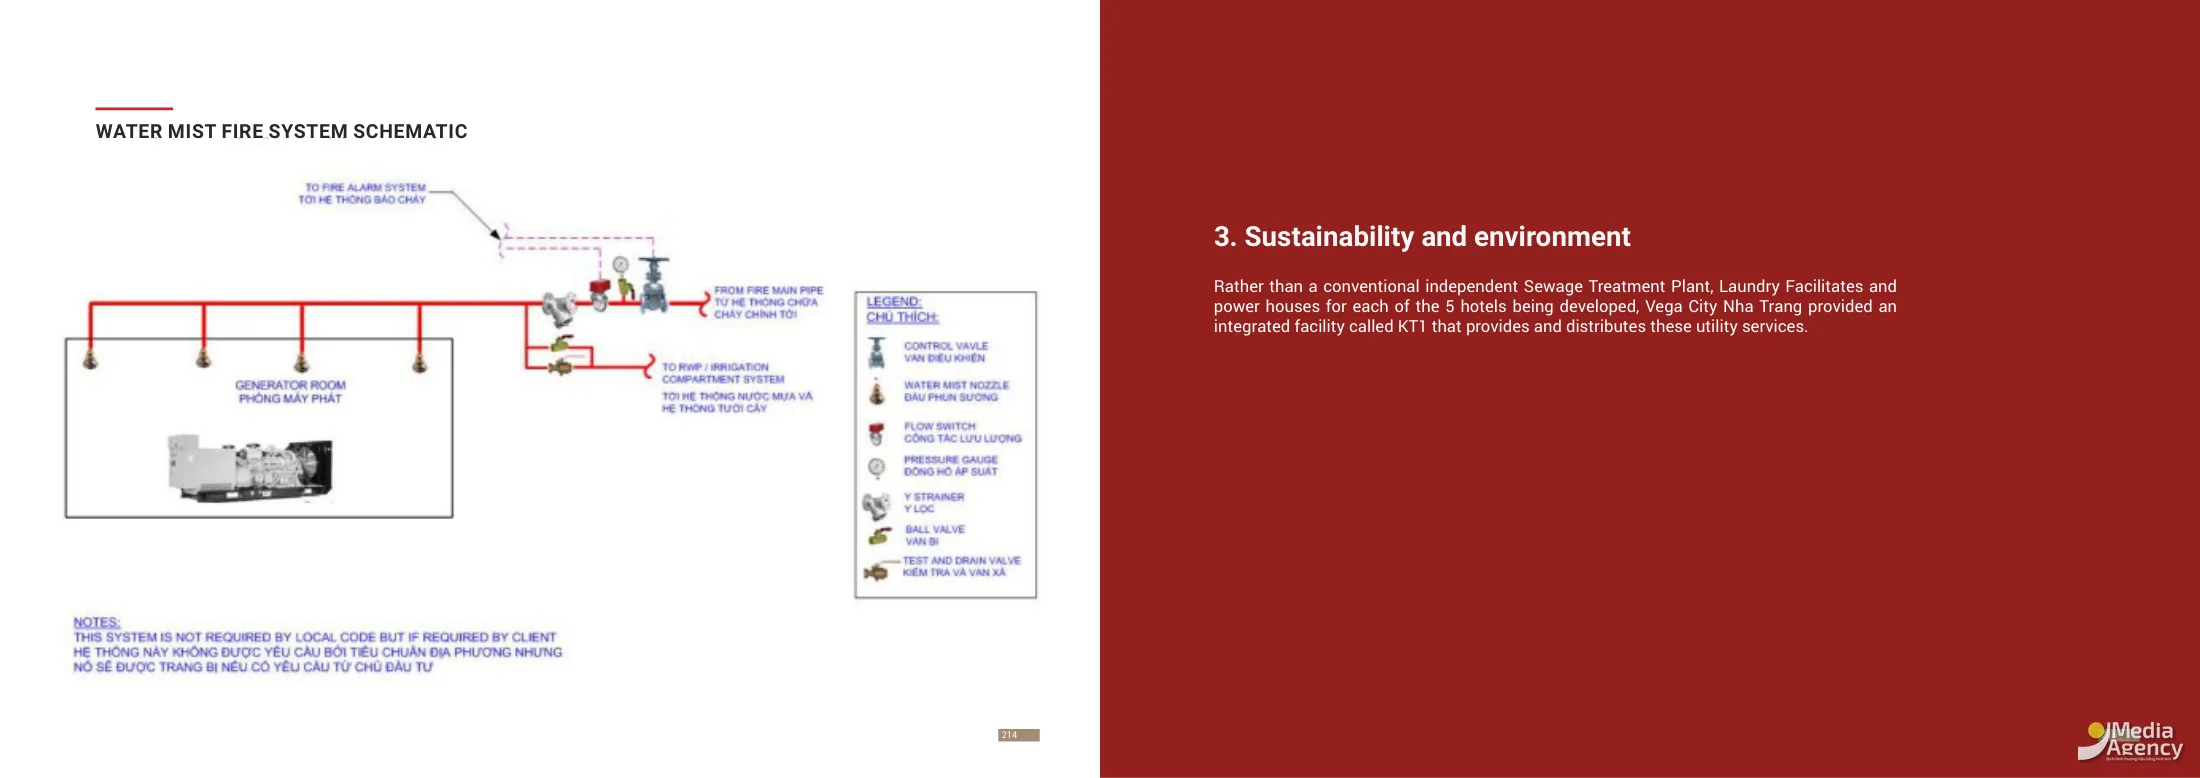 WATER MIST FIRE SYSTEM SCHEMATIC
TO FIRE ALARM SYSTEM
TỚI HỆ THỐNG BÁO CHÁY
FROM FIRE MAIN PIPE
TỪ HỆ THỐNG CHỮA
CHÁY CHÍNH TỚI
TO RWP / IRRIGATION
COMPARTMENT SYSTEM
TỚI HỆ THỐNG NƯỚC MƯA VÀ
HỆ THỐNG TƯỚI CÂY
GENERATOR ROOM
PHÒNG MÁY PHÁT
LEGEND:
CHÚ THÍCH:
CONTROL VAVLE
VAN ĐIỀU KHIỂN
WATER MIST NOZZLE
ĐẦU PHUN SƯƠNG
FLOW SWITCH
CÔNG TẮC LƯU LƯỢNG
PRESSURE GAUGE
ĐỒNG HỒ ÁP SUẤT
Y STRAINER
Y LỌC
BALL VALVE
VAN BI
TEST AND DRAIN VALVE
KIỂM TRA VÀ VAN XẢ
NOTES:
THIS SYSTEM IS NOT REQUIRED BY LOCAL CODE BUT IF REQUIRED BY CLIENT
HỆ THỐNG NÀY KHÔNG ĐƯỢC YÊU CẦU BỞI TIÊU CHUẨN ĐỊA PHƯƠNG NHƯNG
NÓ SẼ ĐƯỢC TRANG BỊ NẾU CÓ YÊU CẦU TỪ CHỦ ĐẦU TƯ
214
3. Sustainability and environment
Rather than a conventional independent Sewage Treatment Plant, Laundry Facilitates and
power houses for each of the 5 hotels being developed, Vega City Nha Trang provided an
integrated facility called KT1 that provides and distributes these utility services.
Media
Agency